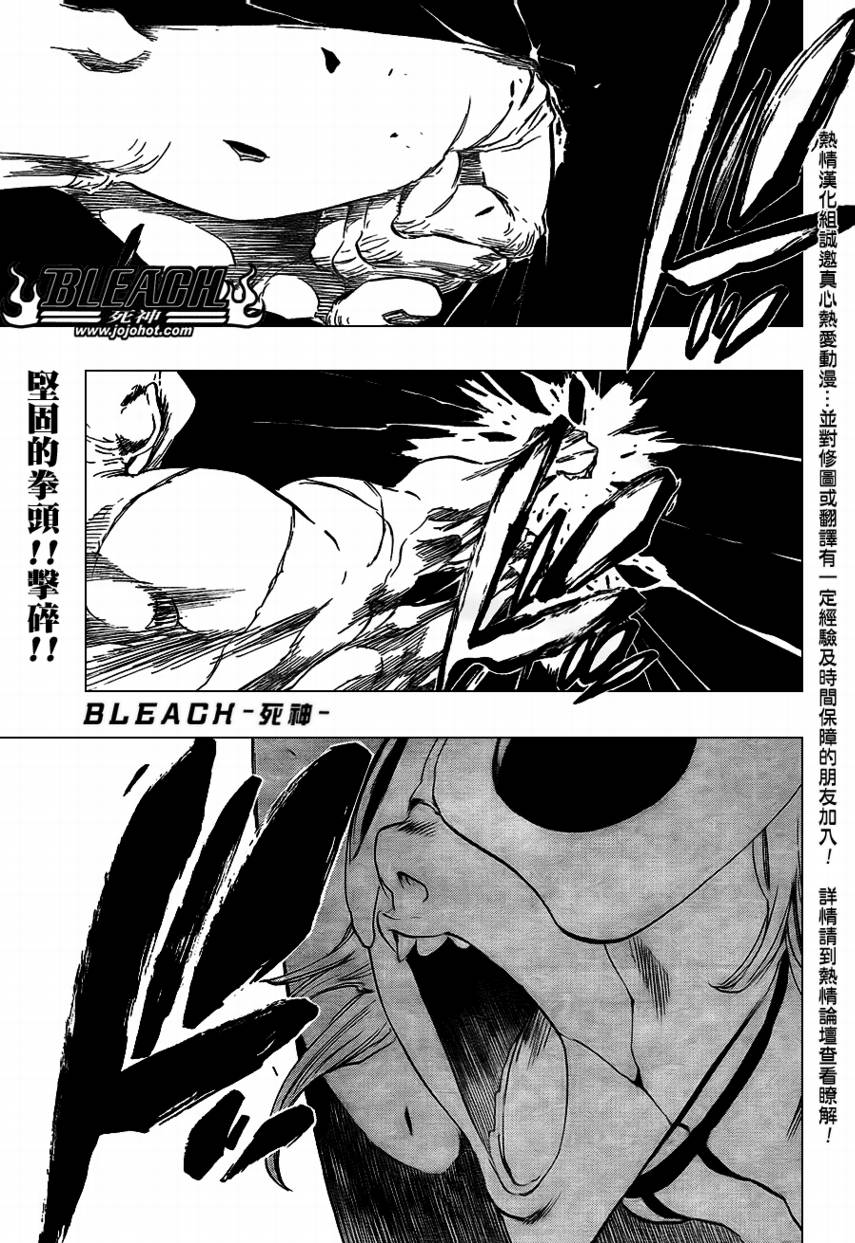 熱情漢化組誠邀真心熱愛動漫…並對修圖或翻譯有一定經驗及時間保障的朋友加入！ 詳情請到熱情論壇查看瞭解！
BLEACH
死神
www.jojohot.com
堅固的拳頭!!擊碎!!
BLEACH-死神-